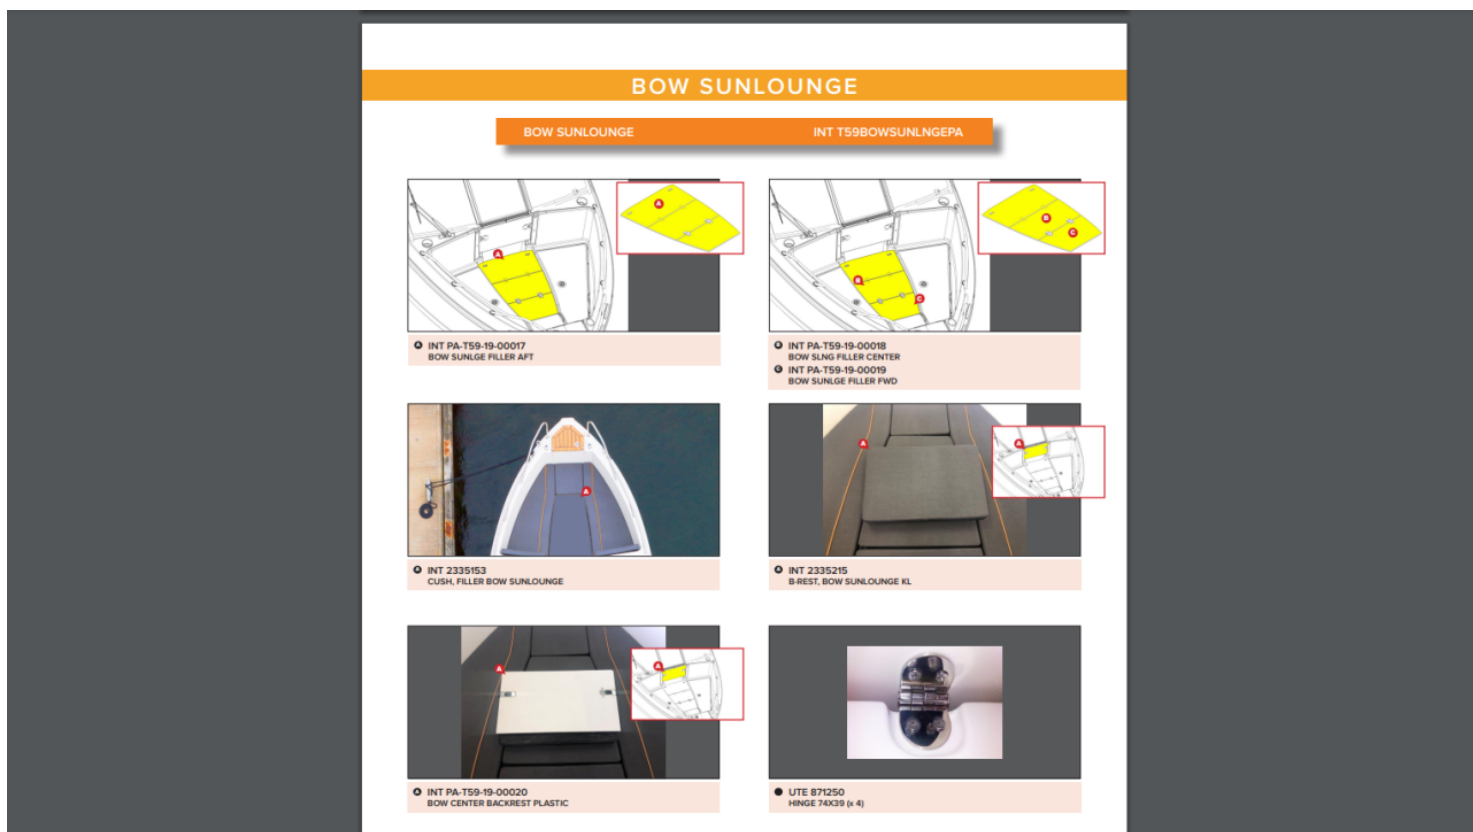 BOW SUNLOUNGE
BOW SUNLOUNGE INT T59BOWSUNLNGEPA
A
A
B
C
B
C
A INT PA-T59-19-00017
BOW SUNLGE FILLER AFT
B INT PA-T59-19-00018
BOW SLNG FILLER CENTER
C INT PA-T59-19-00019
BOW SUNLGE FILLER FWD
A
A
A
A INT 2335153
CUSH, FILLER BOW SUNLOUNGE
A INT 2335215
B-REST, BOW SUNLOUNGE KL
A
A
A INT PA-T59-19-00020
BOW CENTER BACKREST PLASTIC
UTE 871250
HINGE 74X39 (x 4)